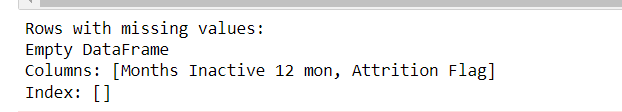 Rows with missing values:
Empty DataFrame
Columns: [Months Inactive 12 mon, Attrition Flag]
Index: []